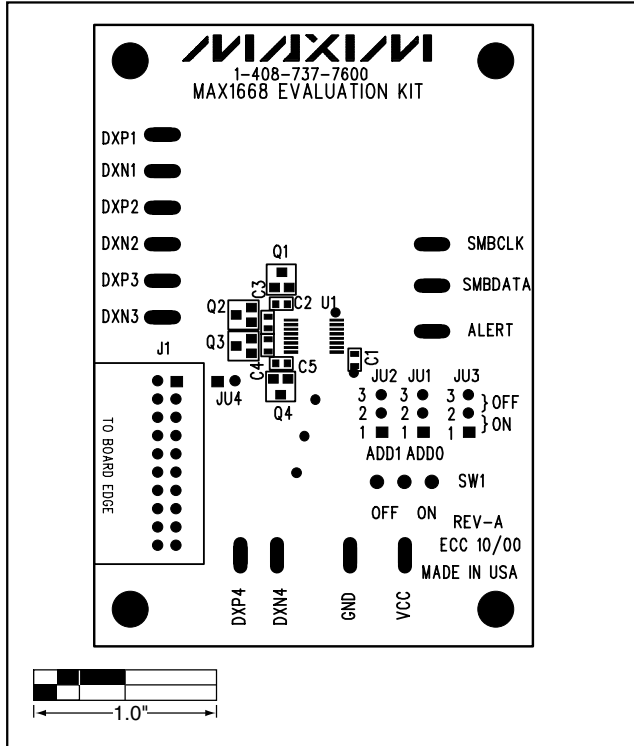 MAXIM
1-408-737-7600
MAX1668 EVALUATION KIT
DXP1
DXN1
DXP2
DXN2
DXP3
DXN3
SMBCLK
SMBDATA
ALERT
Q1
C3
C2
U1
Q2
Q3
C4
C5
C1
Q4
J1
JU4
TO BOARD EDGE
JU2 JU1 JU3
3 3 3 } OFF
2 2 2 } ON
1 1 1
ADD1 ADD0
SW1
OFF ON
REV-A
ECC 10/00
MADE IN USA
DXP4
DXN4
GND
VCC
1.0"